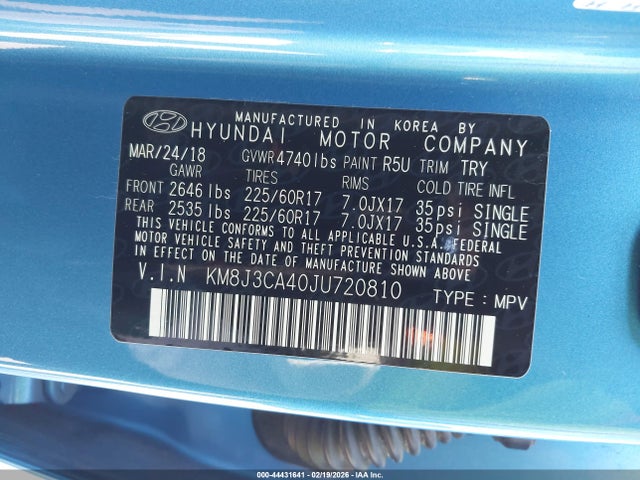 MANUFACTURED IN KOREA BY
HYUNDAI MOTOR COMPANY
MAR/24/18 GVWR 4740lbs PAINT R5U TRIM TRY
GAWR TIRES RIMS COLD TIRE INFL
FRONT 2646 lbs 225/60R17 7.0JX17 35psi SINGLE
REAR 2535 lbs 225/60R17 7.0JX17 35psi SINGLE
THIS VEHICLE CONFORMS TO ALL APPLICABLE U.S.A. FEDERAL
MOTOR VEHICLE SAFETY AND THEFT PREVENTION STANDARDS
IN EFFECT ON THE DATE OF MANUFACTURE SHOWN ABOVE.
V.I.N KM8J3CA40JU720810 TYPE : MPV
000-44431641 - 02/19/2026 - IAAI.COM